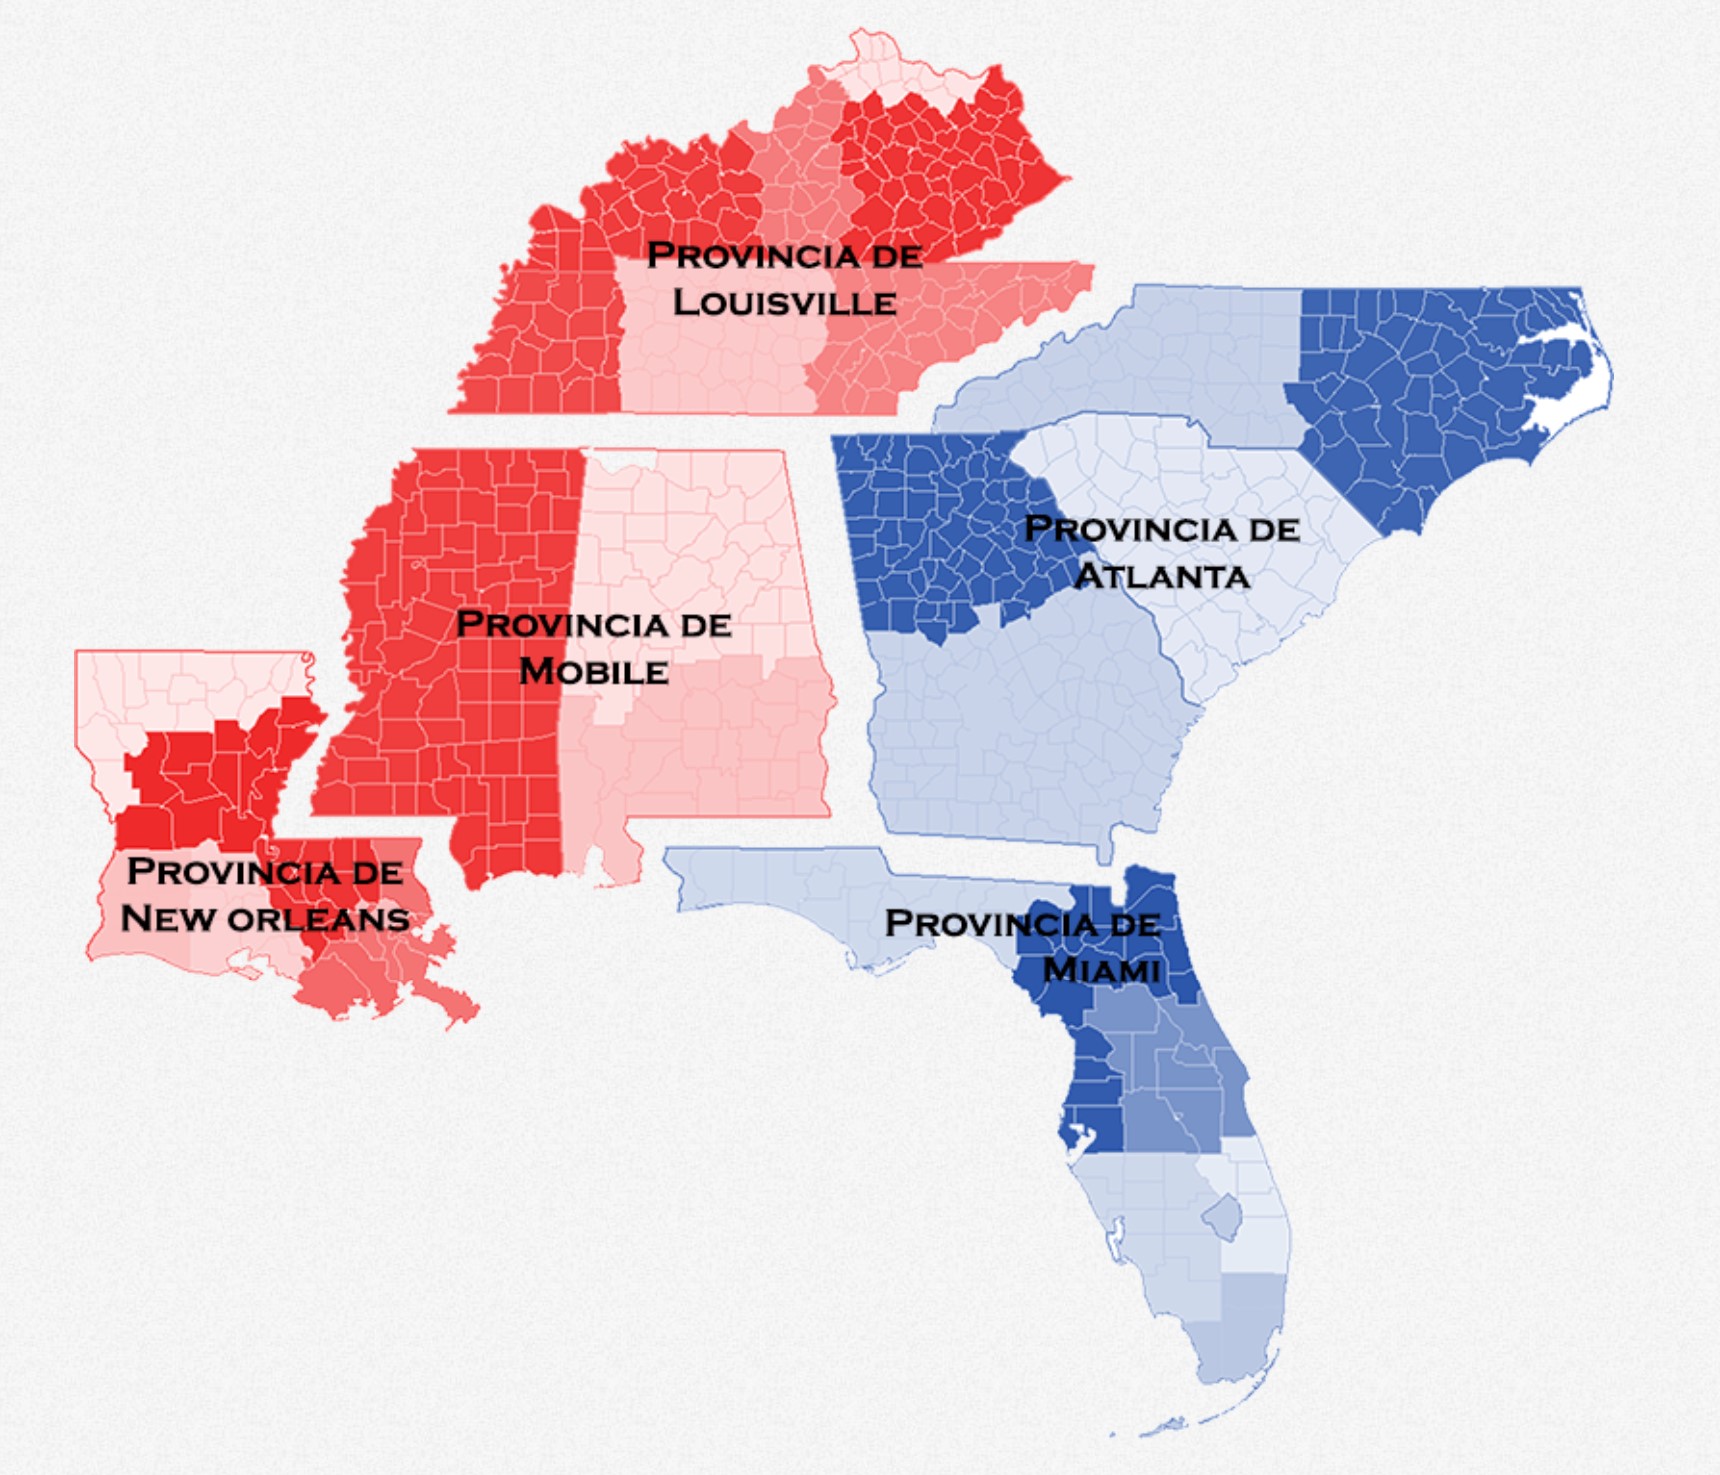 Provincia de
Louisville
Provincia de
Atlanta
Provincia de
Mobile
Provincia de
New orleans
Provincia de
Miami